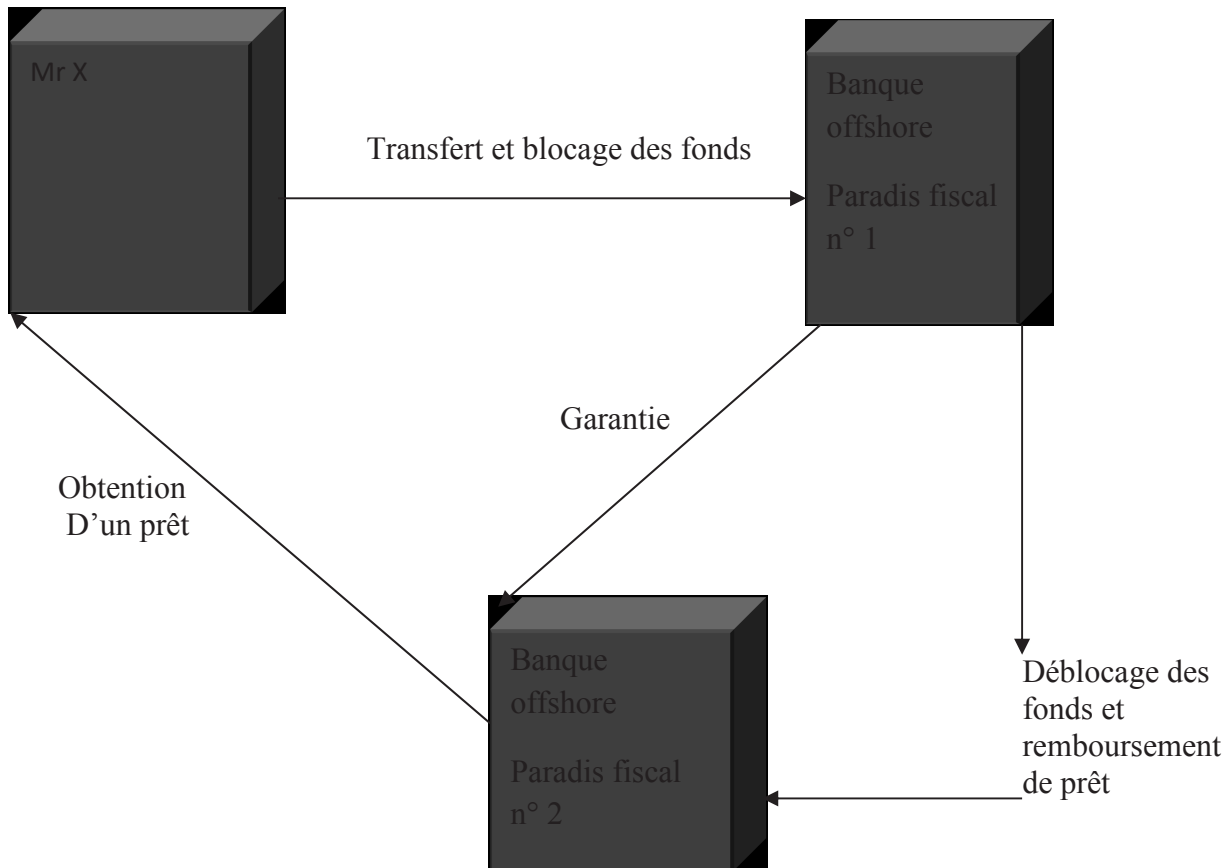 Mr X
Banque
offshore
Paradis fiscal
n° 1
Transfert et blocage des fonds
Garantie
Obtention
D’un prêt
Banque
offshore
Paradis fiscal
n° 2
Déblocage des
fonds et
remboursement
de prêt